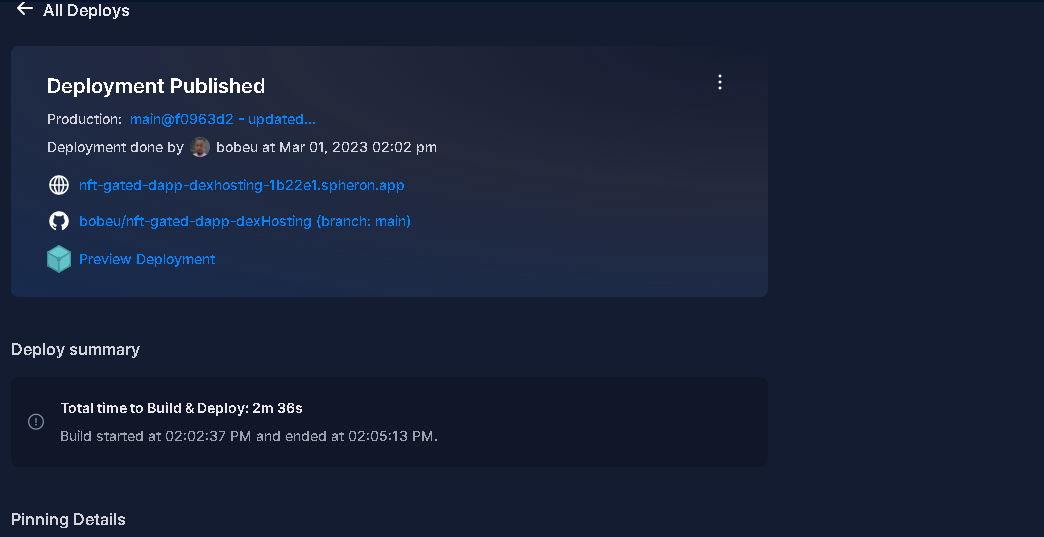 All Deploys
Deployment Published
Production: main@f0963d2 - updated...
Deployment done by bobeu at Mar 01, 2023 02:02 pm
nft-gated-dapp-dexhosting-1b22e1.spheron.app
bobeu/nft-gated-dapp-dexHosting (branch: main)
Preview Deployment
Deploy summary
Total time to Build & Deploy: 2m 36s
Build started at 02:02:37 PM and ended at 02:05:13 PM.
Pinning Details